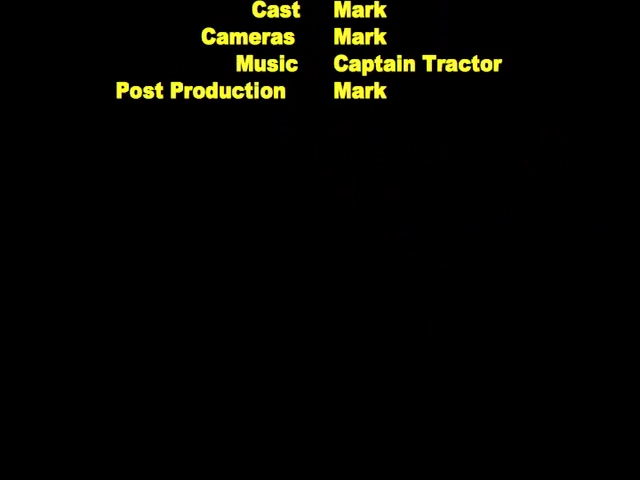 Cast Mark
Cameras Mark
Music Captain Tractor
Post Production Mark